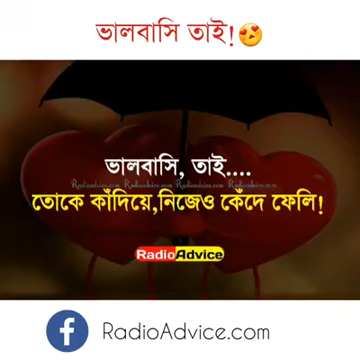 ভালবাসি তাই!😍
ভালবাসি, তাই....
তোকে কাঁদিয়ে,নিজেও কেঁদে ফেলি!
RadioAdvice
RadioAdvice.com